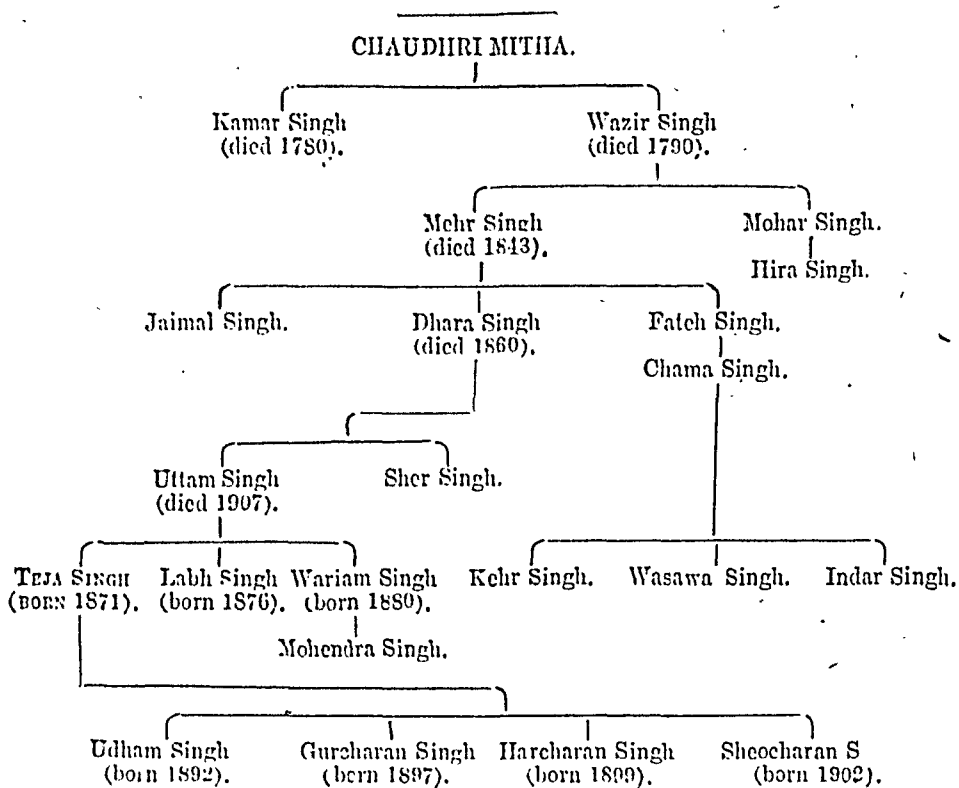 CHAUDHRI MITHA.
Kamar Singh Wazir Singh
(died 1780). (died 1790).
Mehr Singh Mohar Singh.
(died 1843).
Hira Singh.
Jaimal Singh. Dhara Singh Fateh Singh.
(died 1860).
Chama Singh.
Uttam Singh Sher Singh.
(died 1907).
TEJA SINGH Labh Singh Wariam Singh Kehr Singh. Wasawa Singh. Indar Singh.
(BORN 1871). (born 1876). (born 1880).
Mohendra Singh.
Udham Singh Gurcharan Singh Harcharan Singh Sheocharan S
(born 1892). (born 1897). (born 1899). (born 1902).